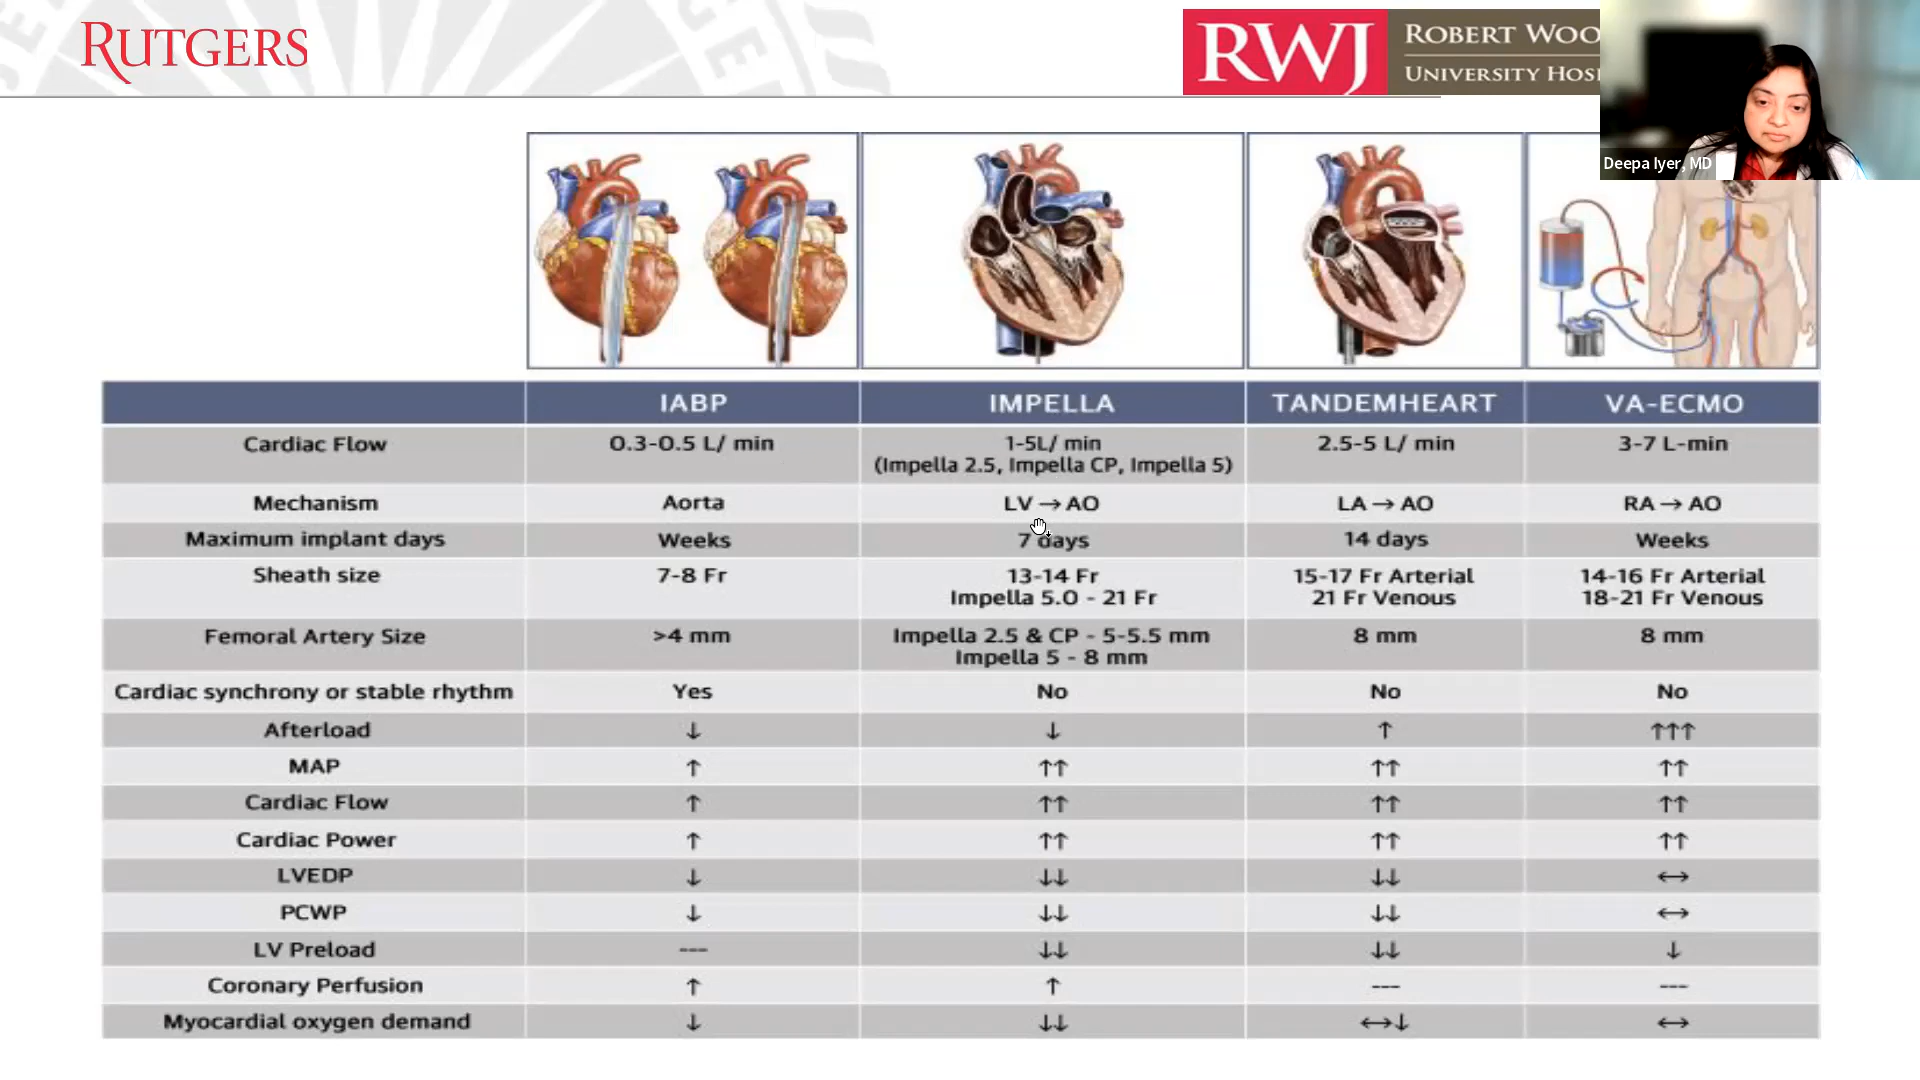 RUTGERS
RWJ
ROBERT WOO
UNIVERSITY HOSI
Deepa Iyer, MD
IABP IMPELLA TANDEMHEART VA-ECMO
Cardiac Flow 0.3-0.5 L/ min 1-5L/ min 2.5-5 L/ min 3-7 L-min
(Impella 2.5, Impella CP, Impella 5)
Mechanism Aorta LV → AO LA → AO RA → AO
Maximum implant days Weeks 7 days 14 days Weeks
Sheath size 7-8 Fr 13-14 Fr 15-17 Fr Arterial 14-16 Fr Arterial
Impella 5.0 - 21 Fr 21 Fr Venous 18-21 Fr Venous
Femoral Artery Size >4 mm Impella 2.5 & CP - 5-5.5 mm 8 mm 8 mm
Impella 5 - 8 mm
Cardiac synchrony or stable rhythm Yes No No No
Afterload ↓ ↓ ↑ ↑↑↑
MAP ↑ ↑↑ ↑↑ ↑↑
Cardiac Flow ↑ ↑↑ ↑↑ ↑↑
Cardiac Power ↑ ↑↑ ↑↑ ↑↑
LVEDP ↓ ↓↓ ↓↓ ↔
PCWP ↓ ↓↓ ↓↓ ↔
LV Preload --- ↓↓ ↓↓ ↓
Coronary Perfusion ↑ ↑ --- ---
Myocardial oxygen demand ↓ ↓↓ ↔↓ ↔